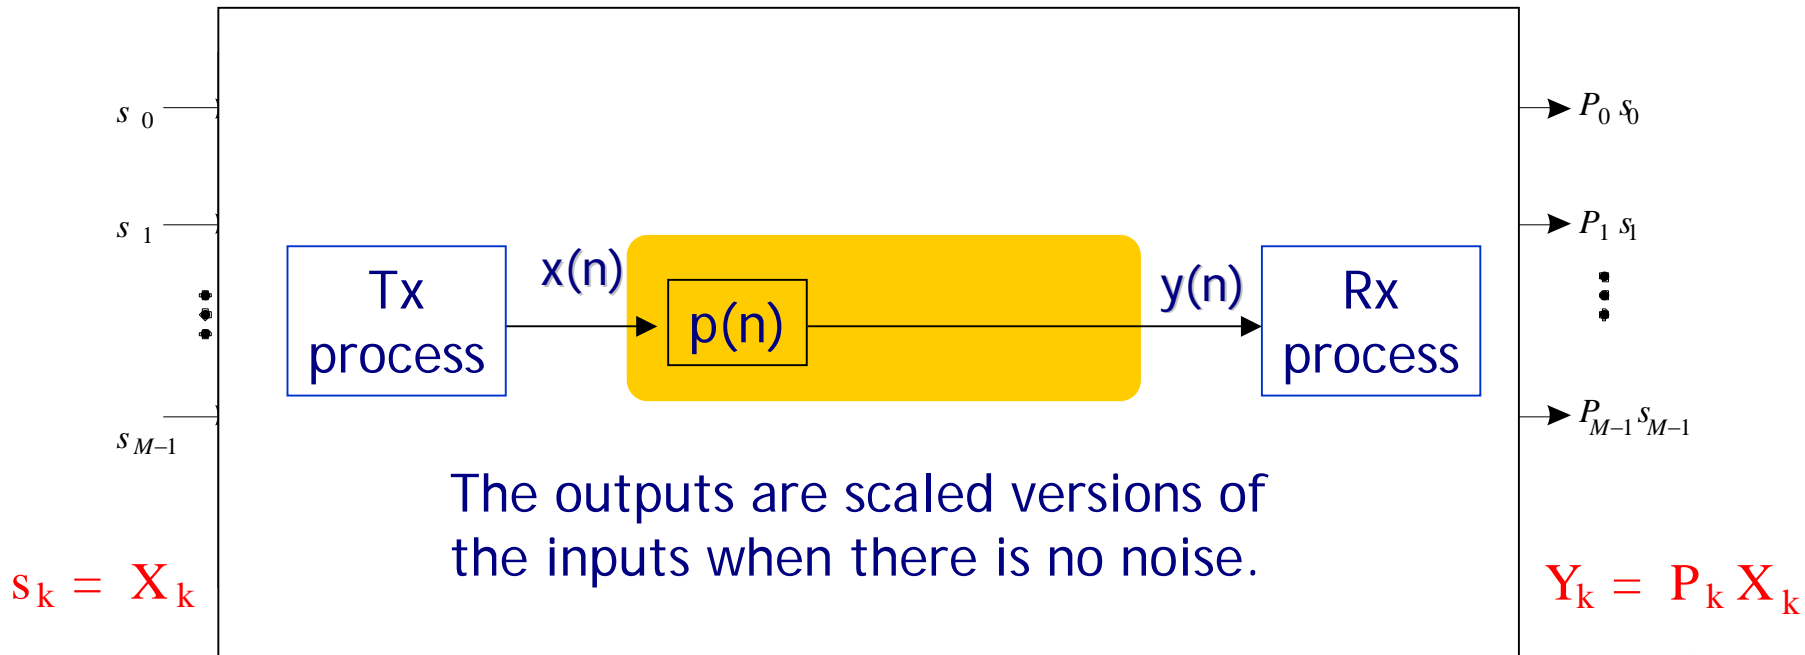 s 0
P0 s0
s 1
P1 s1
Tx process
x(n)
p(n)
y(n)
Rx process
sM−1
PM−1 sM−1
The outputs are scaled versions of
the inputs when there is no noise.
sk = Xk
Yk = Pk Xk